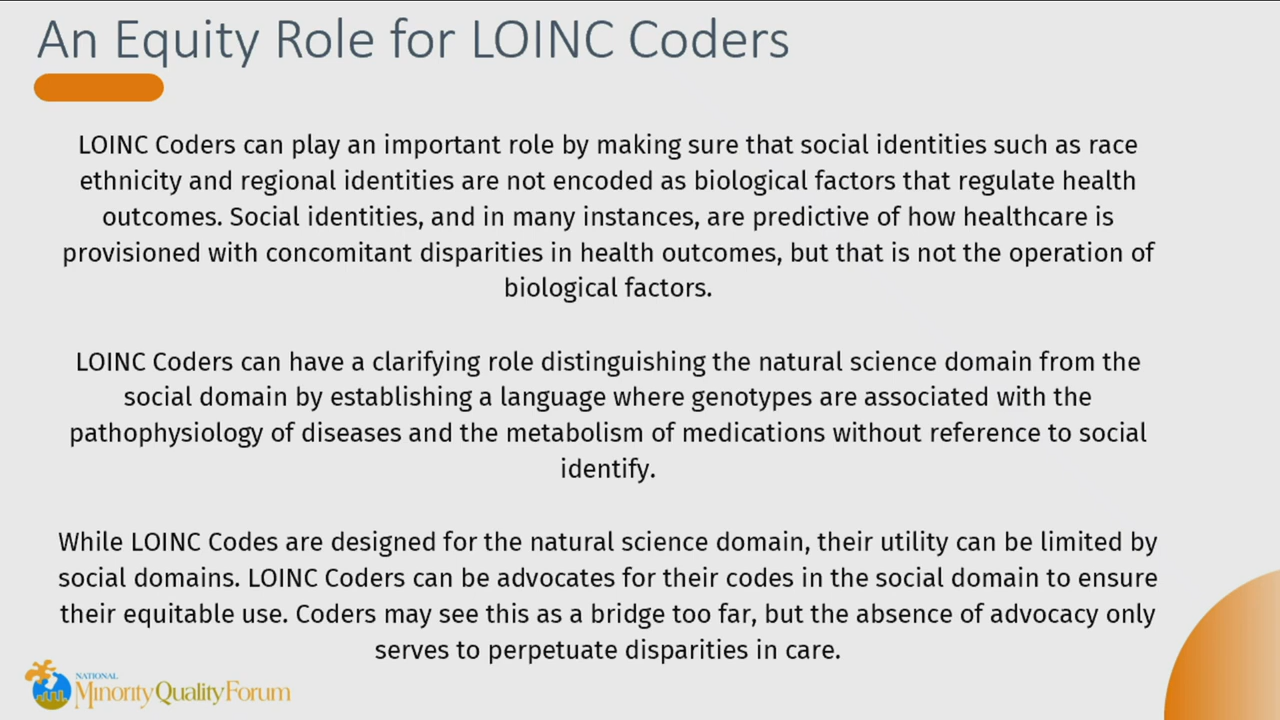 An Equity Role for LOINC Coders
LOINC Coders can play an important role by making sure that social identities such as race
ethnicity and regional identities are not encoded as biological factors that regulate health
outcomes. Social identities, and in many instances, are predictive of how healthcare is
provisioned with concomitant disparities in health outcomes, but that is not the operation of
biological factors.
LOINC Coders can have a clarifying role distinguishing the natural science domain from the
social domain by establishing a language where genotypes are associated with the
pathophysiology of diseases and the metabolism of medications without reference to social
identify.
While LOINC Codes are designed for the natural science domain, their utility can be limited by
social domains. LOINC Coders can be advocates for their codes in the social domain to ensure
their equitable use. Coders may see this as a bridge too far, but the absence of advocacy only
serves to perpetuate disparities in care.
NATIONAL
Minority Quality Forum